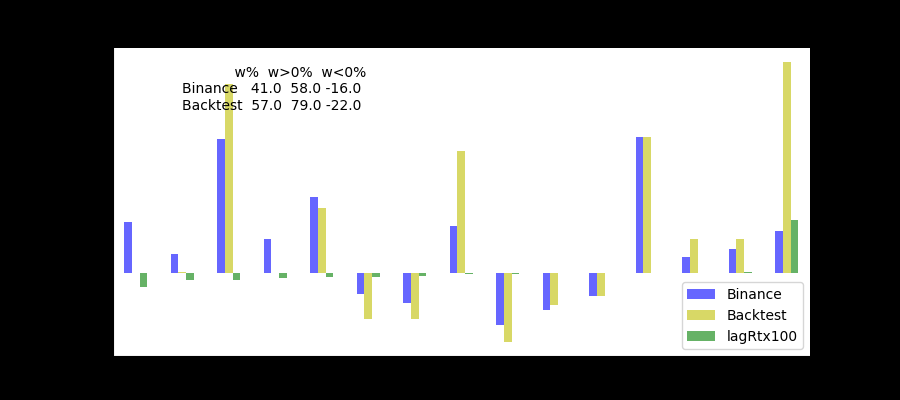 w% w>0% w<0%
Binance 41.0 58.0 -16.0
Backtest 57.0 79.0 -22.0
Binance
Backtest
lagRtx100